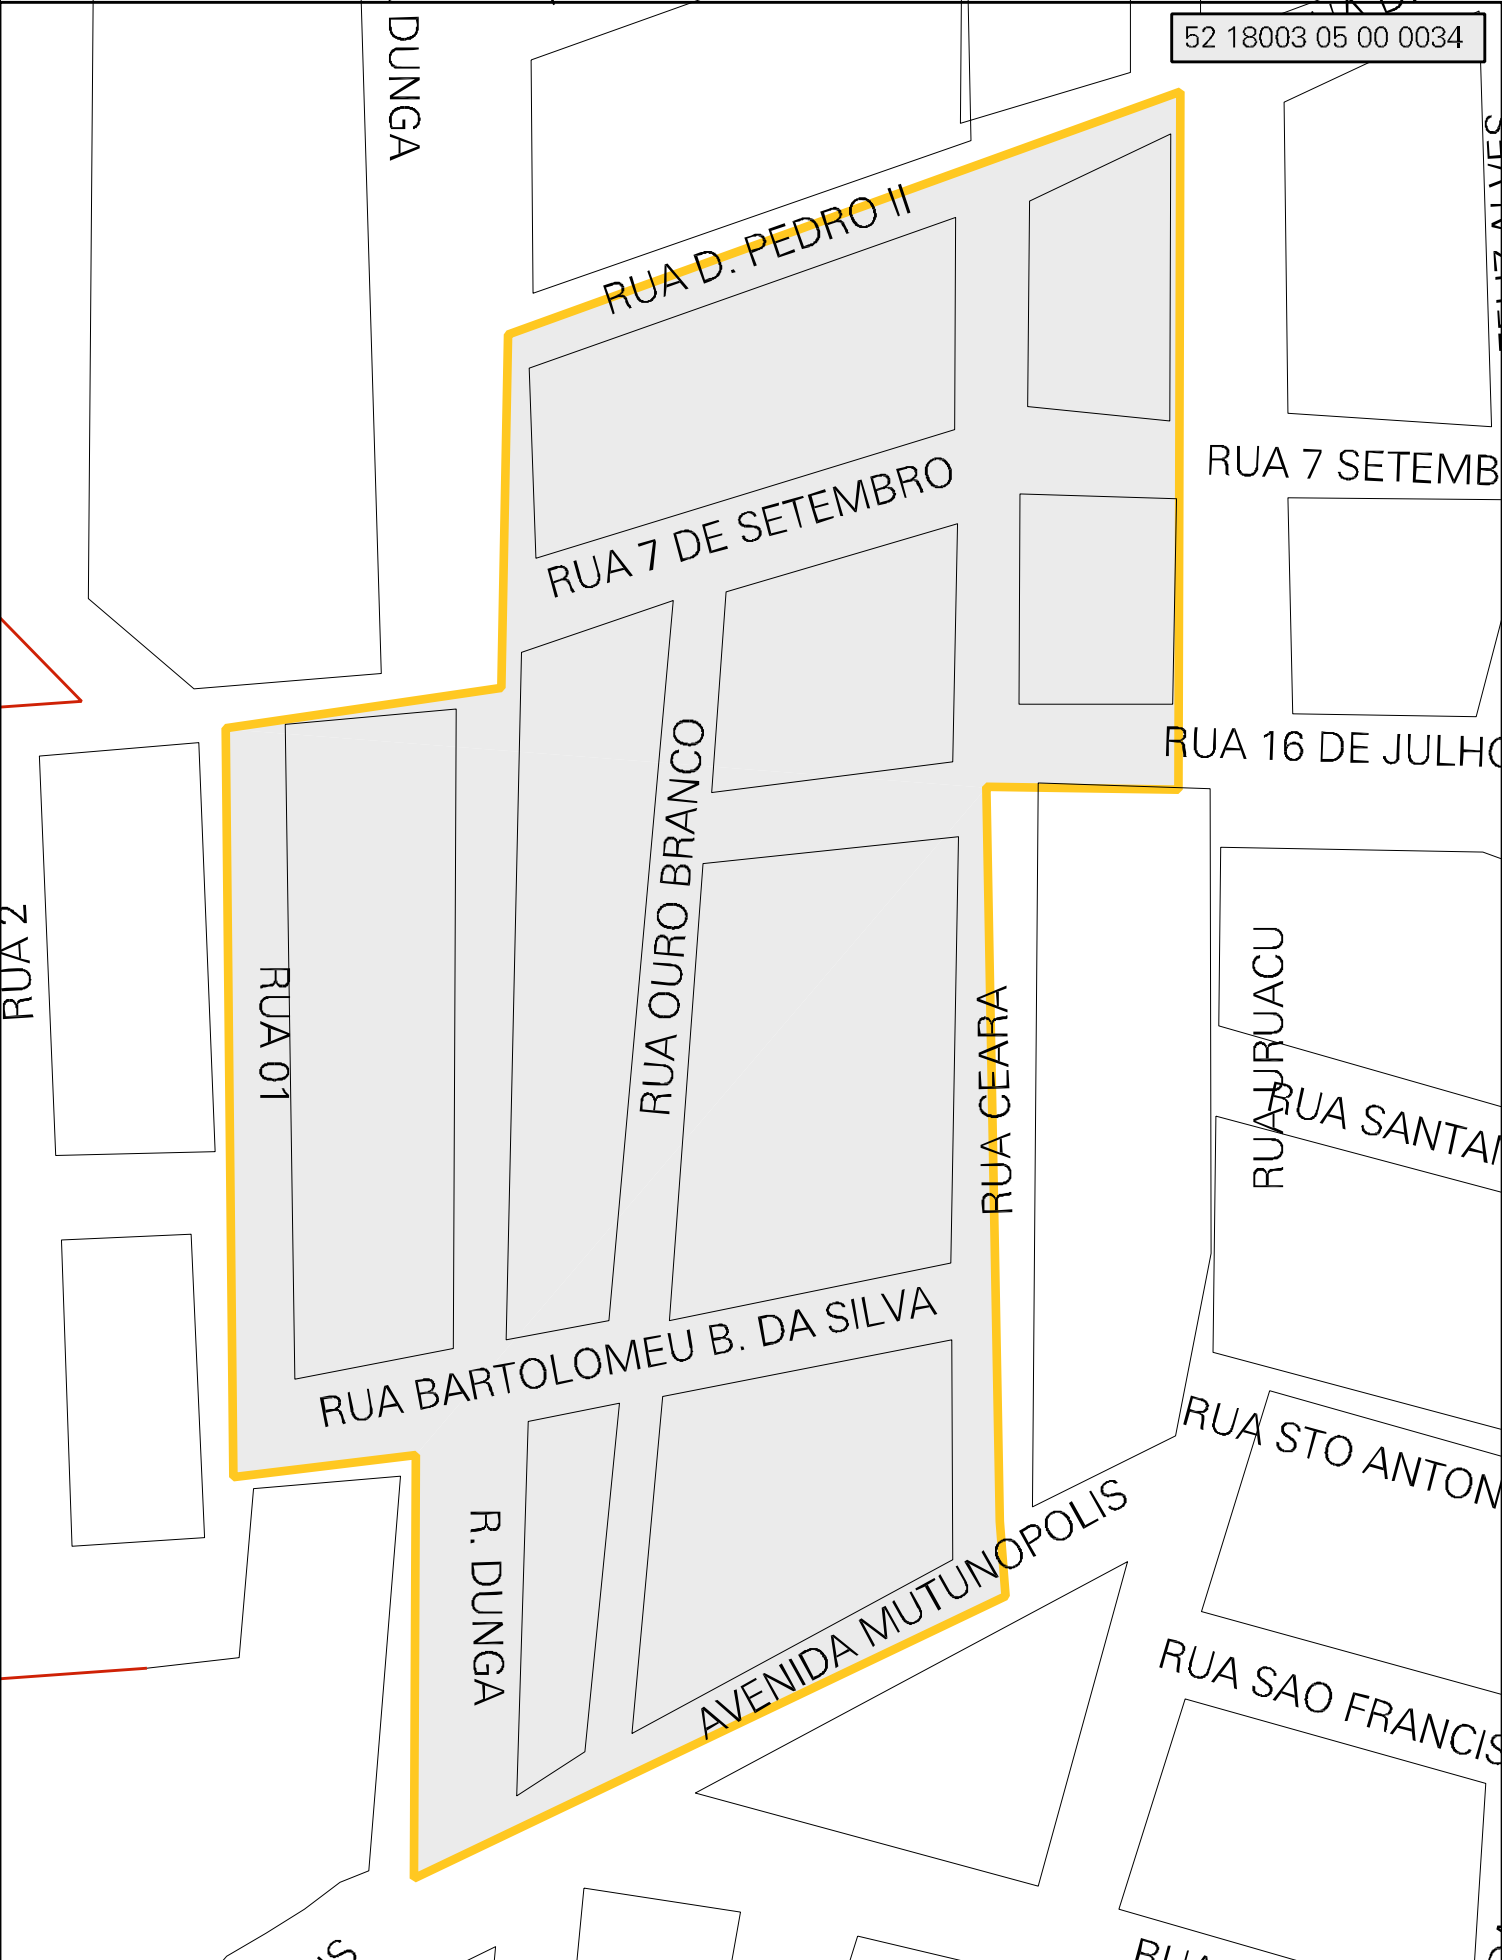 52 18003 05 00 0034
DUNGA
RUA D. PEDRO II
RUA 7 DE SETEMBRO
RUA 7 SETEMB
RUA 16 DE JULHO
RUA OURO BRANCO
RUA 2
RUA 01
RUA CEARA
RUA URUACU
RUA SANTA
RUA BARTOLOMEU B. DA SILVA
RUA STO ANTON
R. DUNGA
AVENIDA MUTUNOPOLIS
RUA SAO FRANCIS
RUA